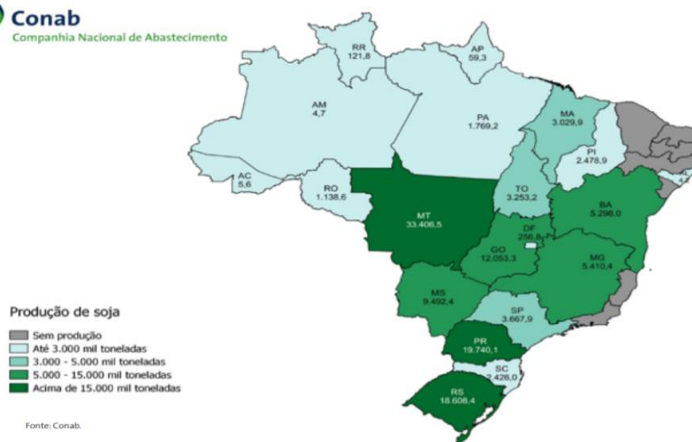 Conab
Companhia Nacional de Abastecimento
RR
121,8
AP
59,3
AM
4,7
PA
1.769,2
MA
3.029,9
PI
2.478,9
AC
5,6
RO
1.138,6
TO
3.253,2
MT
33.406,5
BA
5.298,0
DF
256,8
GO
12.053,3
MG
5.410,4
MS
9.492,4
SP
3.667,9
PR
19.740,1
SC
2.426,0
RS
18.608,4
Produção de soja
Sem produção
Até 3.000 mil toneladas
3.000 - 5.000 mil toneladas
5.000 - 15.000 mil toneladas
Acima de 15.000 mil toneladas
Fonte: Conab.